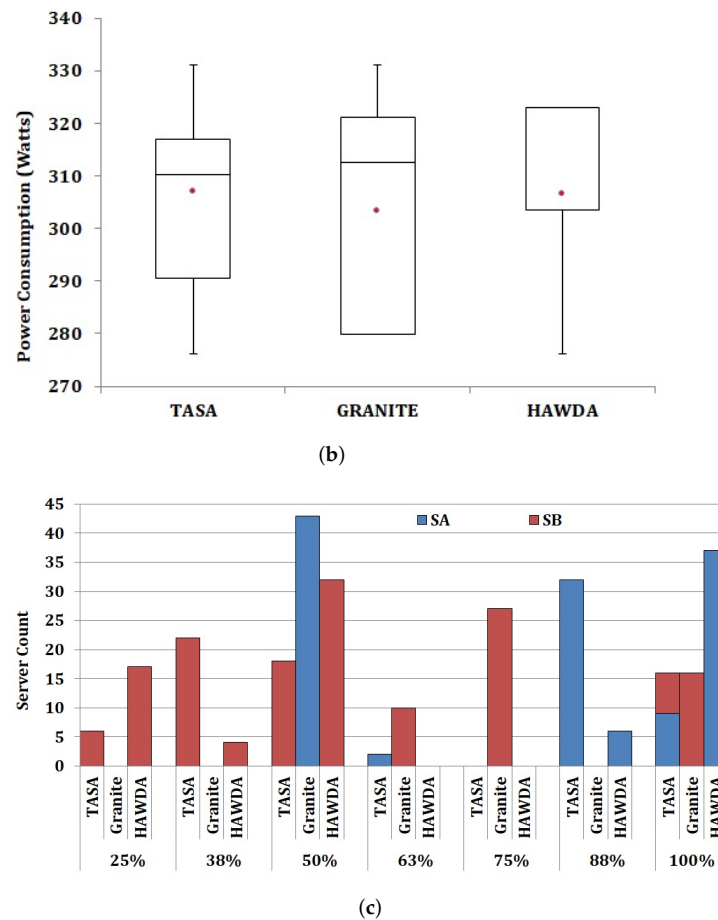 340
330
320
310
300
290
280
270
Power Consumption (Watts)
TASA GRANITE HAWDA
(b)
45
40
35
30
25
20
15
10
5
0
Server Count
SA SB
TASA Granite HAWDA TASA Granite HAWDA TASA Granite HAWDA TASA Granite HAWDA TASA Granite HAWDA TASA Granite HAWDA TASA Granite HAWDA
25% 38% 50% 63% 75% 88% 100%
(c)